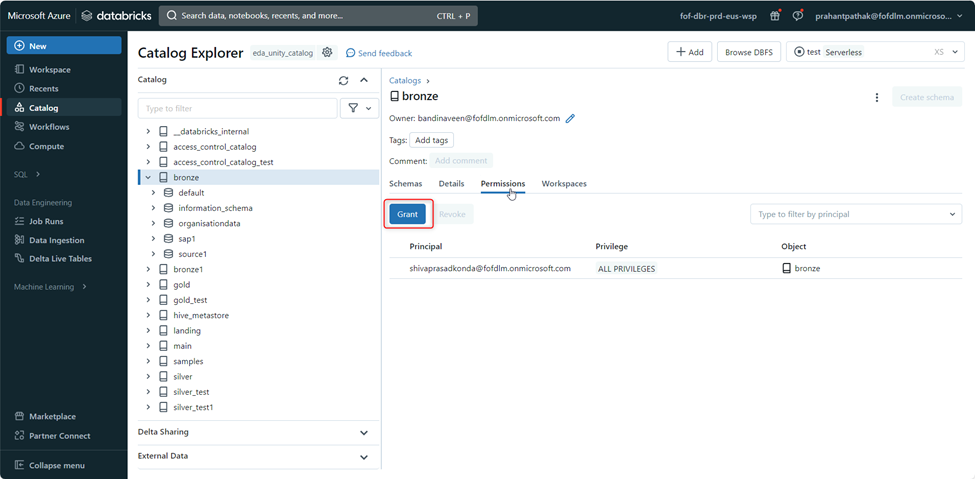 Microsoft Azure databricks Search data, notebooks, recents, and more... CTRL + P fof-dbr-prd-eus-wsp prahantpathak@fofdlm.onmicroso...
New
Workspace
Recents
Catalog
Workflows
Compute
SQL
Data Engineering
Job Runs
Data Ingestion
Delta Live Tables
Machine Learning
Marketplace
Partner Connect
Collapse menu
Catalog Explorer eda_unity_catalog Send feedback Add Browse DBFS test Serverless XS
Catalog
Type to filter
__databricks_internal
access_control_catalog
access_control_catalog_test
bronze
default
information_schema
organisationdata
sap1
source1
bronze1
gold
gold_test
hive_metastore
landing
main
samples
silver
silver_test
silver_test1
Delta Sharing
External Data
Catalogs
bronze Create schema
Owner: bandinaveen@fofdlm.onmicrosoft.com
Tags: Add tags
Comment: Add comment
Schemas Details Permissions Workspaces
Grant Revoke Type to filter by principal
Principal Privilege Object
shivaprasadkonda@fofdlm.onmicrosoft.com ALL PRIVILEGES bronze